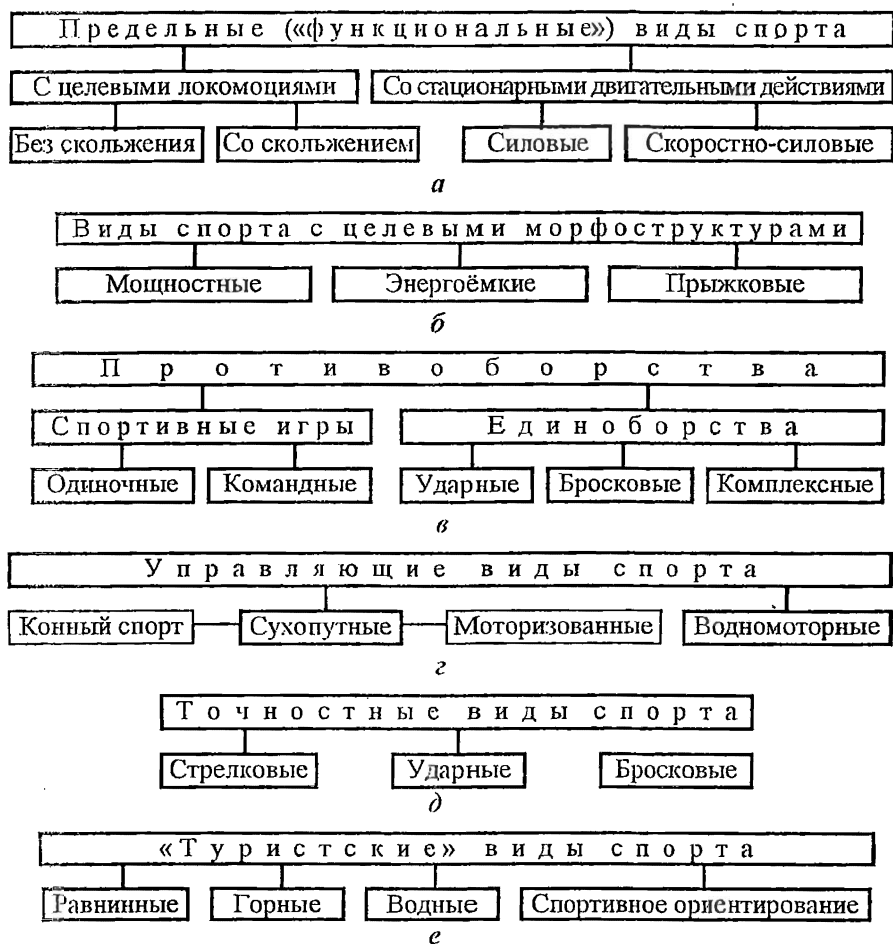 Предельные («функциональные») виды спорта
С целевыми локомоциями Со стационарными двигательными действиями
Без скольжения Со скольжением Силовые Скоростно-силовые
а
Виды спорта с целевыми морфоструктурами
Мощностные Энергоёмкие Прыжковые
б
Противоборства
Спортивные игры Единоборства
Одиночные Командные Ударные Бросковые Комплексные
в
Управляющие виды спорта
Конный спорт Сухопутные Моторизованные Водномоторные
г
Точностные виды спорта
Стрелковые Ударные Бросковые
д
«Туристские» виды спорта
Равнинные Горные Водные Спортивное ориентирование
е